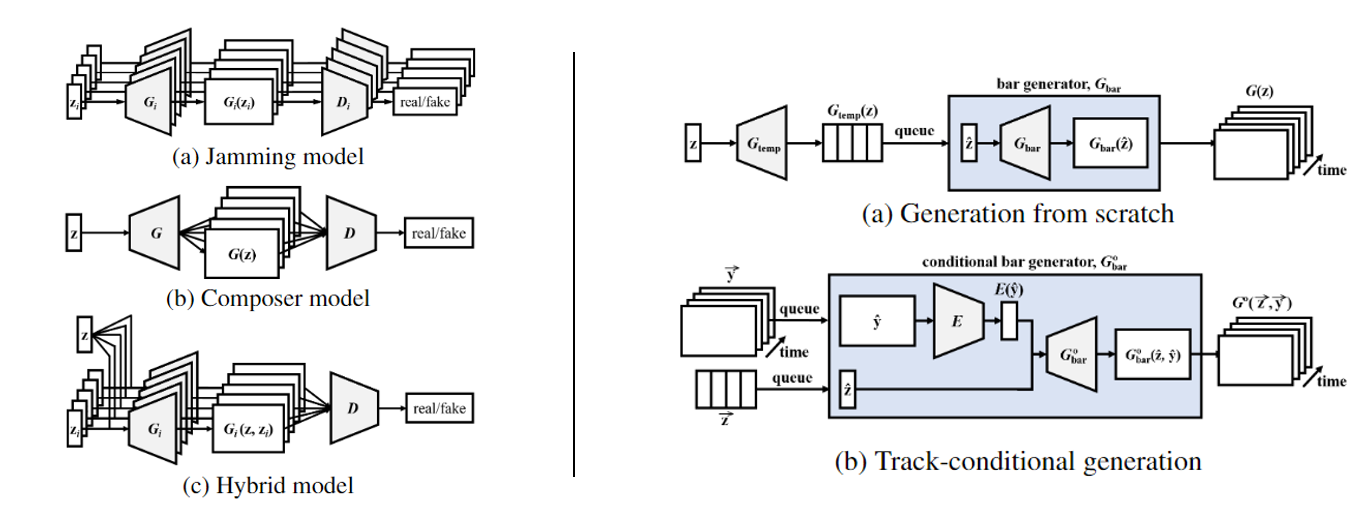 z_i
G_i
G_i(z_i)
D_i
real/fake
(a) Jamming model
z
G
G(z)
D
real/fake
(b) Composer model
z
z_i
G_i
G_i(z, z_i)
D
real/fake
(c) Hybrid model
bar generator, G_bar
G(z)
G_temp(z)
queue
z
G_temp
ẑ
G_bar
G_bar(ẑ)
time
(a) Generation from scratch
conditional bar generator, G°_bar
y⃗
queue
E(ŷ)
G°(z⃗,y⃗)
ŷ
E
time
G°_bar
G°_bar(ẑ, ŷ)
queue
ẑ
time
z⃗
(b) Track-conditional generation